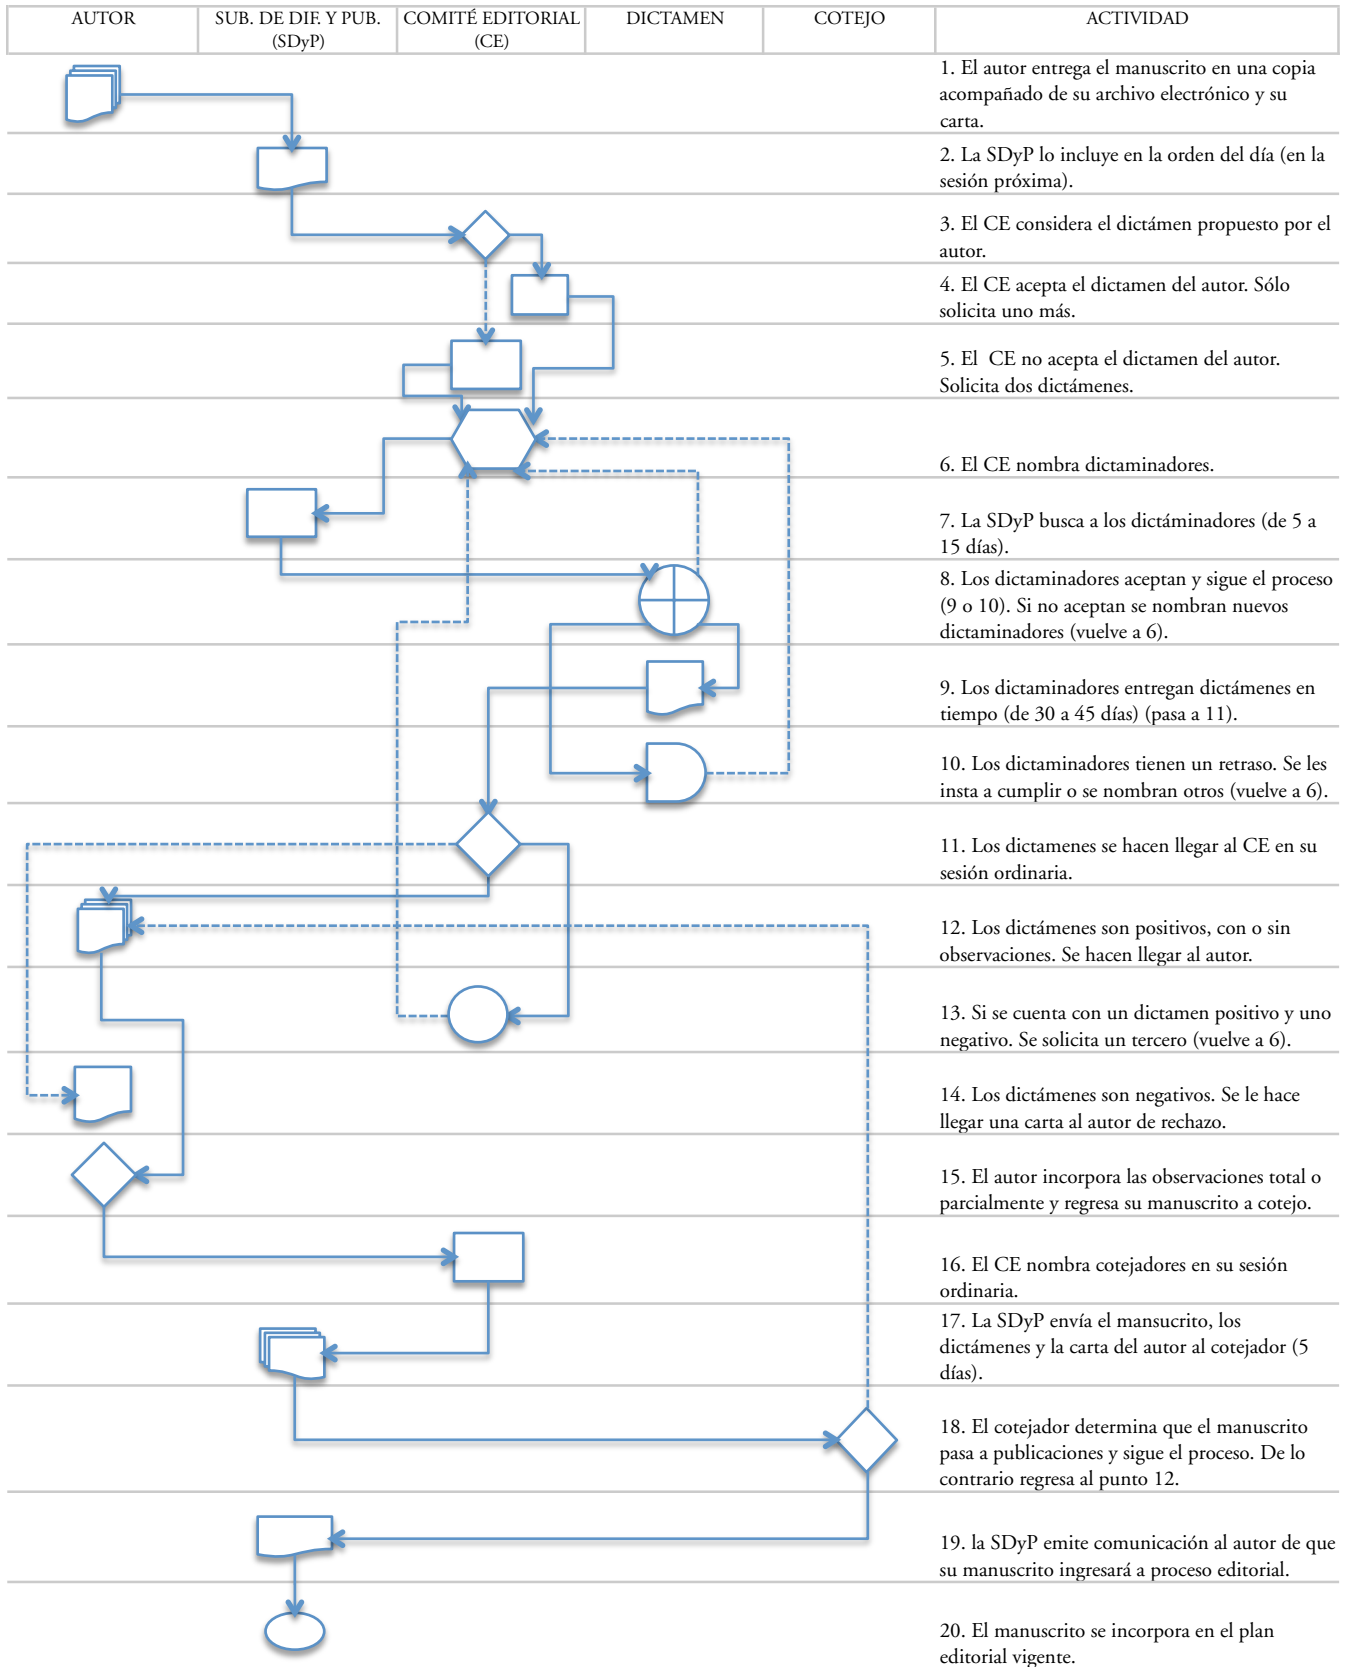 AUTOR
SUB. DE DIF. Y PUB.
(SDyP)
COMITÉ EDITORIAL
(CE)
DICTAMEN
COTEJO
ACTIVIDAD
1. El autor entrega el manuscrito en una copia
acompañado de su archivo electrónico y su
carta.
2. La SDyP lo incluye en la orden del día (en la
sesión próxima).
3. El CE considera el dictámen propuesto por el
autor.
4. El CE acepta el dictamen del autor. Sólo
solicita uno más.
5. El CE no acepta el dictamen del autor.
Solicita dos dictámenes.
6. El CE nombra dictaminadores.
7. La SDyP busca a los dictáminadores (de 5 a
15 días).
8. Los dictaminadores aceptan y sigue el proceso
(9 o 10). Si no aceptan se nombran nuevos
dictaminadores (vuelve a 6).
9. Los dictaminadores entregan dictámenes en
tiempo (de 30 a 45 días) (pasa a 11).
10. Los dictaminadores tienen un retraso. Se les
insta a cumplir o se nombran otros (vuelve a 6).
11. Los dictamenes se hacen llegar al CE en su
sesión ordinaria.
12. Los dictámenes son positivos, con o sin
observaciones. Se hacen llegar al autor.
13. Si se cuenta con un dictamen positivo y uno
negativo. Se solicita un tercero (vuelve a 6).
14. Los dictámenes son negativos. Se le hace
llegar una carta al autor de rechazo.
15. El autor incorpora las observaciones total o
parcialmente y regresa su manuscrito a cotejo.
16. El CE nombra cotejadores en su sesión
ordinaria.
17. La SDyP envía el mansucrito, los
dictámenes y la carta del autor al cotejador (5
días).
18. El cotejador determina que el manuscrito
pasa a publicaciones y sigue el proceso. De lo
contrario regresa al punto 12.
19. la SDyP emite comunicación al autor de que
su manuscrito ingresará a proceso editorial.
20. El manuscrito se incorpora en el plan
editorial vigente.